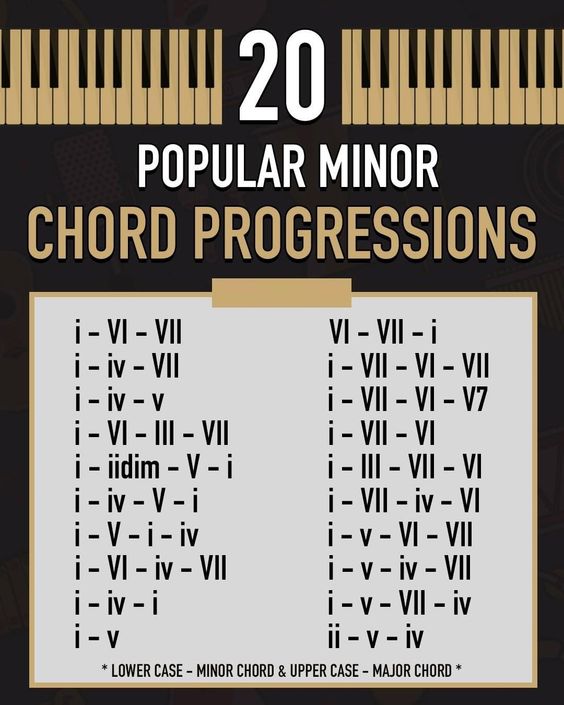 20
POPULAR MINOR
CHORD PROGRESSIONS
i – VI – VII
i – iv – VII
i – iv – v
i – VI – III – VII
i – iidim – V – i
i – iv – V – i
i – V – i – iv
i – VI – iv – VII
i – iv – i
i – v
VI – VII – i
i – VII – VI – VII
i – VII – VI – V7
i – VII – VI
i – III – VII – VI
i – VII – iv – VI
i – v – VI – VII
i – v – iv – VII
i – v – VII – iv
ii – v – iv
* LOWER CASE – MINOR CHORD & UPPER CASE – MAJOR CHORD *